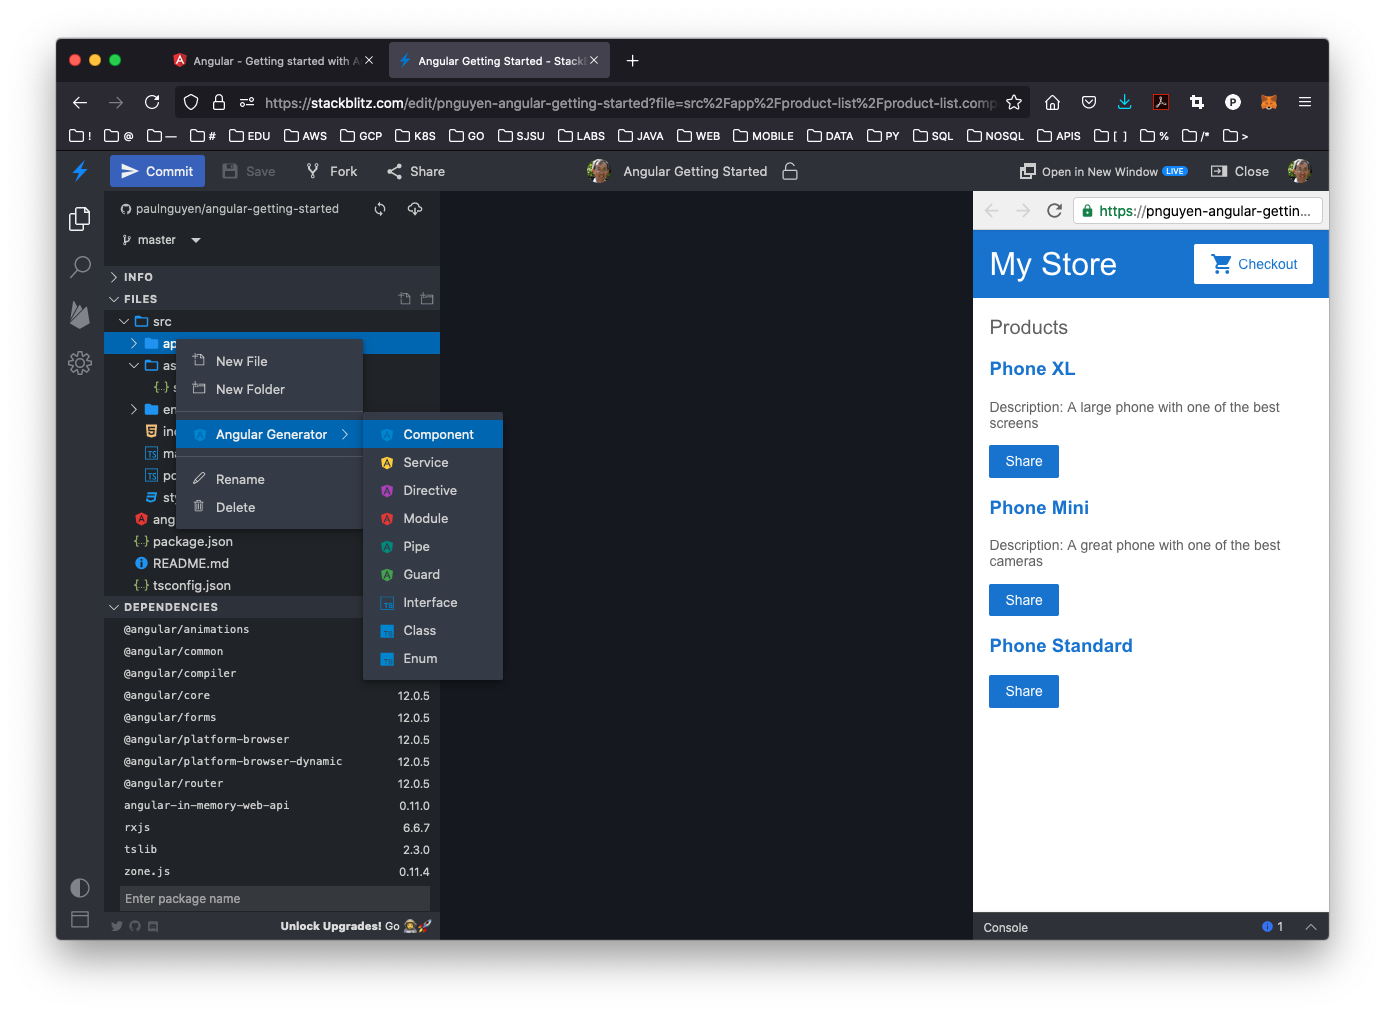 Angular - Getting started with A
Angular Getting Started - StackB
https://stackblitz.com/edit/pnguyen-angular-getting-started?file=src%2Fapp%2Fproduct-list%2Fproduct-list.comp
! @ — # EDU AWS GCP K8S GO SJSU LABS JAVA WEB MOBILE DATA PY SQL NOSQL APIS [ ] % /* >
Commit Save Fork Share Angular Getting Started Open in New Window LIVE Close
paulnguyen/angular-getting-started
master
INFO
FILES
src
ap
as
s
en
ind
ma
po
sty
ang
package.json
README.md
tsconfig.json
New File
New Folder
Angular Generator
Rename
Delete
Component
Service
Directive
Module
Pipe
Guard
Interface
Class
Enum
DEPENDENCIES
@angular/animations
@angular/common
@angular/compiler
@angular/core 12.0.5
@angular/forms 12.0.5
@angular/platform-browser 12.0.5
@angular/platform-browser-dynamic 12.0.5
@angular/router 12.0.5
angular-in-memory-web-api 0.11.0
rxjs 6.6.7
tslib 2.3.0
zone.js 0.11.4
Enter package name
Unlock Upgrades! Go
https://pnguyen-angular-gettin...
My Store
Checkout
Products
Phone XL
Description: A large phone with one of the best
screens
Share
Phone Mini
Description: A great phone with one of the best
cameras
Share
Phone Standard
Share
Console 1